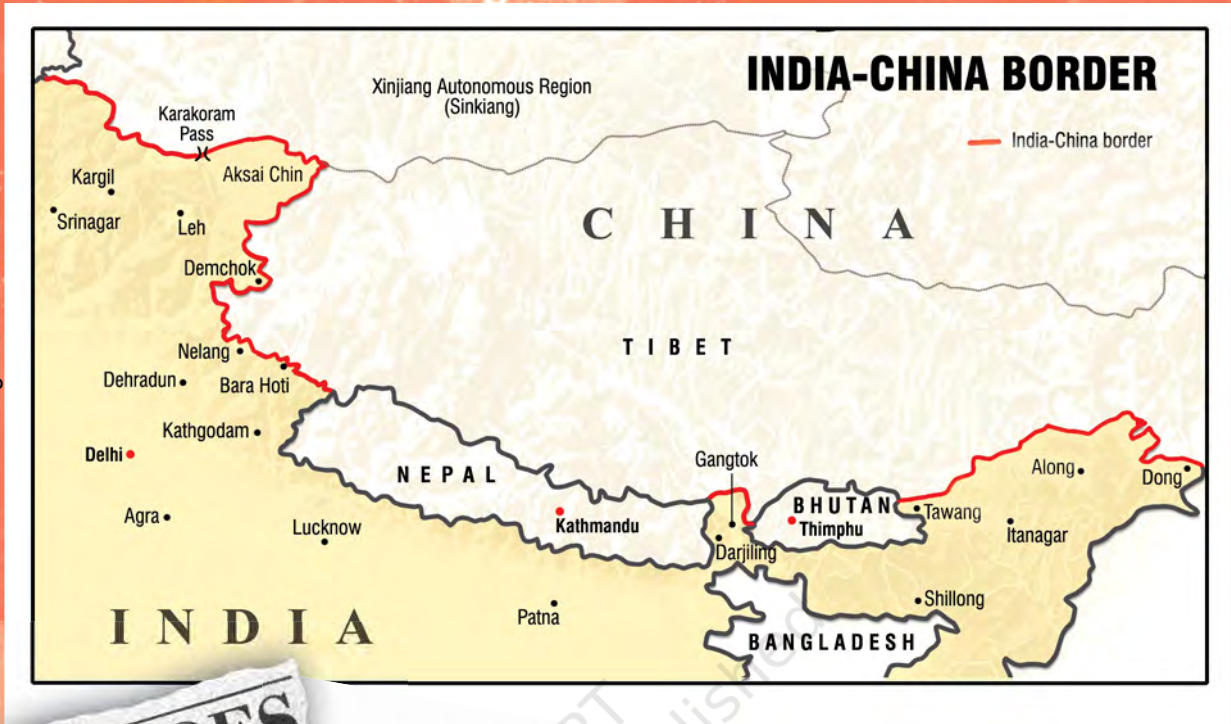 INDIA-CHINA BORDER
India-China border
Xinjiang Autonomous Region
(Sinkiang)
Karakoram
Pass
Aksai Chin
Kargil
Srinagar
Leh
CHINA
Demchok
TIBET
Nelang
Dehradun
Bara Hoti
Kathgodam
Delhi
NEPAL
Gangtok
Along
Dong
BHUTAN
Thimphu
Tawang
Agra
Lucknow
Kathmandu
Itanagar
Darjiling
INDIA
Patna
Shillong
BANGLADESH